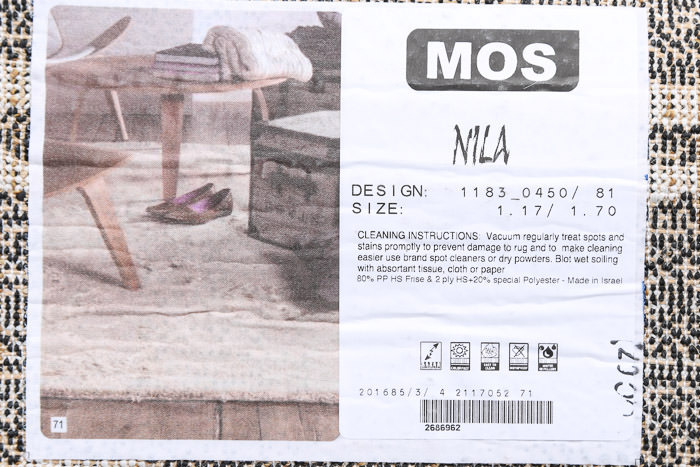 MOS
NILA
DESIGN: 1183_0450/ 81
SIZE: 1.17/ 1.70
CLEANING INSTRUCTIONS: Vacuum regularly treat spots and
stains promptly to prevent damage to rug and to make cleaning
easier use brand spot cleaners or dry powders. Blot wet soiling
with absortant tissue, cloth or paper
80% PP HS Frise & 2 ply HS+20% special Polyester - Made in Israel
201685/3/ 4 2117052 71
2686962
71